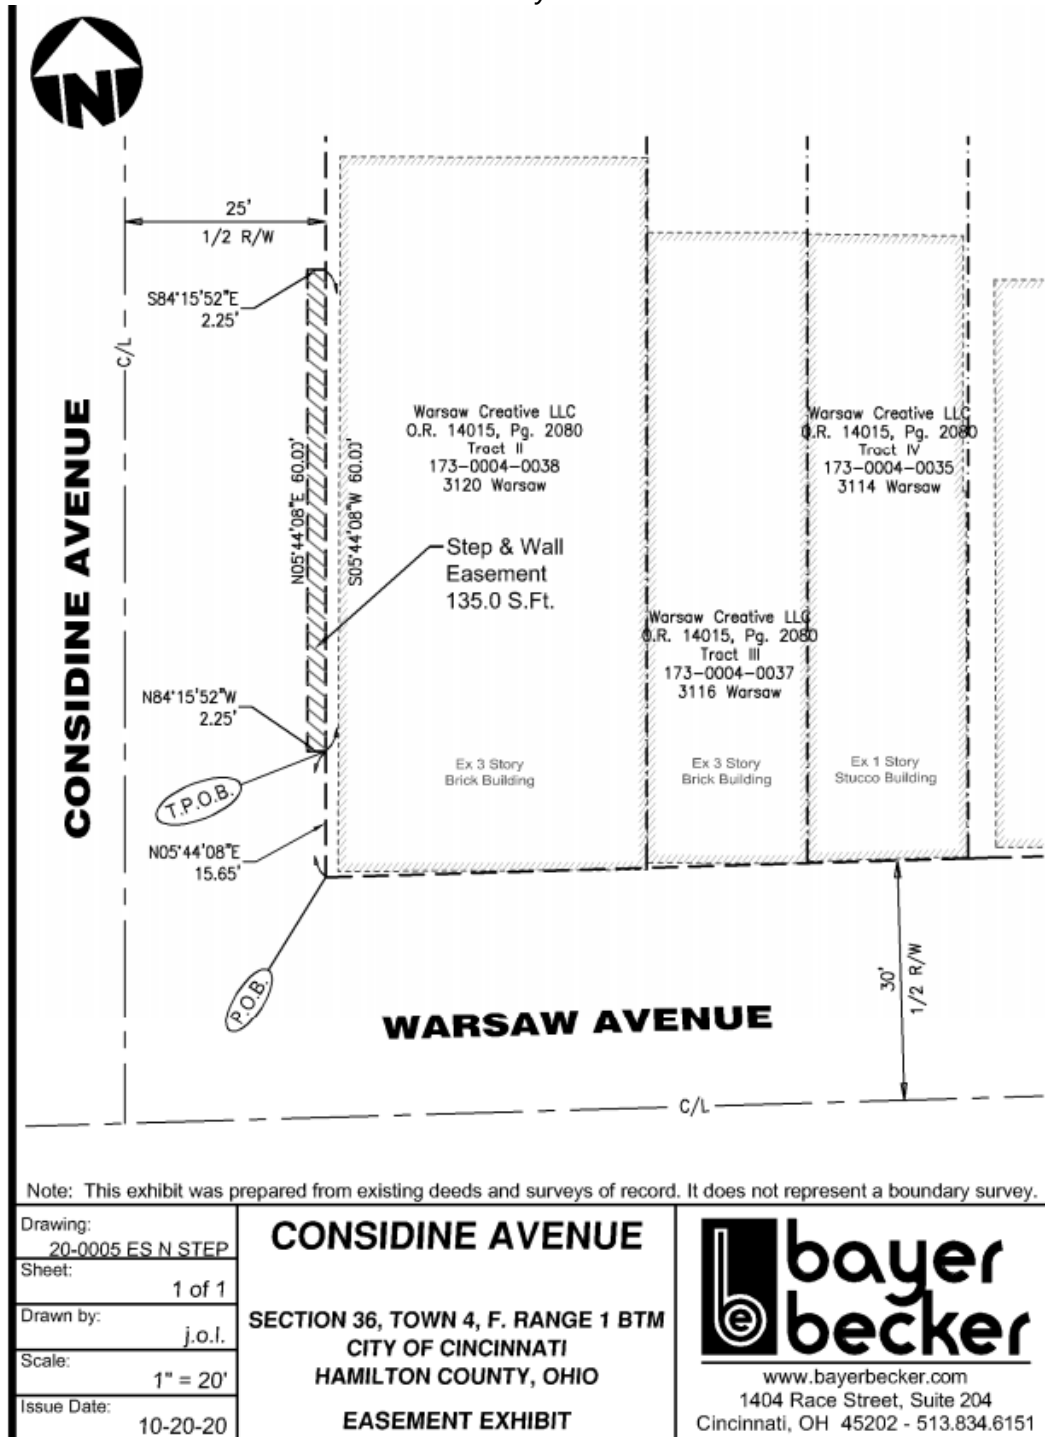 N
25'
1/2 R/W
S84°15'52"E
2.25'
C/L
CONSIDINE AVENUE
N05°44'08"E 60.00'
S05°44'08"W 60.00'
Warsaw Creative LLC
O.R. 14015, Pg. 2080
Tract II
173-0004-0038
3120 Warsaw
Warsaw Creative LLC
O.R. 14015, Pg. 2080
Tract IV
173-0004-0035
3114 Warsaw
Step & Wall
Easement
135.0 S.Ft.
Warsaw Creative LLC
O.R. 14015, Pg. 2080
Tract III
173-0004-0037
3116 Warsaw
N84°15'52"W
2.25'
T.P.O.B.
Ex 3 Story
Brick Building
Ex 3 Story
Brick Building
Ex 1 Story
Stucco Building
N05°44'08"E
15.65'
P.O.B.
30'
1/2 R/W
WARSAW AVENUE
C/L
Note: This exhibit was prepared from existing deeds and surveys of record. It does not represent a boundary survey.
Drawing:
20-0005 ES N STEP
Sheet:
1 of 1
Drawn by:
j.o.l.
Scale:
1" = 20'
Issue Date:
10-20-20
CONSIDINE AVENUE
SECTION 36, TOWN 4, F. RANGE 1 BTM
CITY OF CINCINNATI
HAMILTON COUNTY, OHIO
EASEMENT EXHIBIT
bayer
becker
www.bayerbecker.com
1404 Race Street, Suite 204
Cincinnati, OH 45202 - 513.834.6151